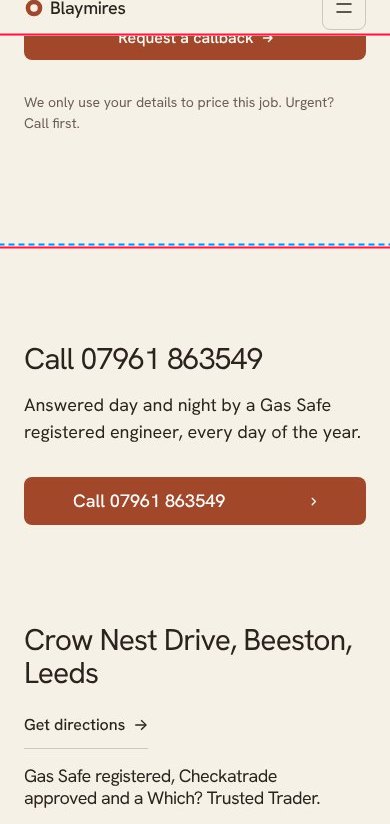 Blaymires
Request a callback →
We only use your details to price this job. Urgent?
Call first.
Call 07961 863549
Answered day and night by a Gas Safe
registered engineer, every day of the year.
Call 07961 863549 ›
Crow Nest Drive, Beeston,
Leeds
Get directions →
Gas Safe registered, Checkatrade
approved and a Which? Trusted Trader.